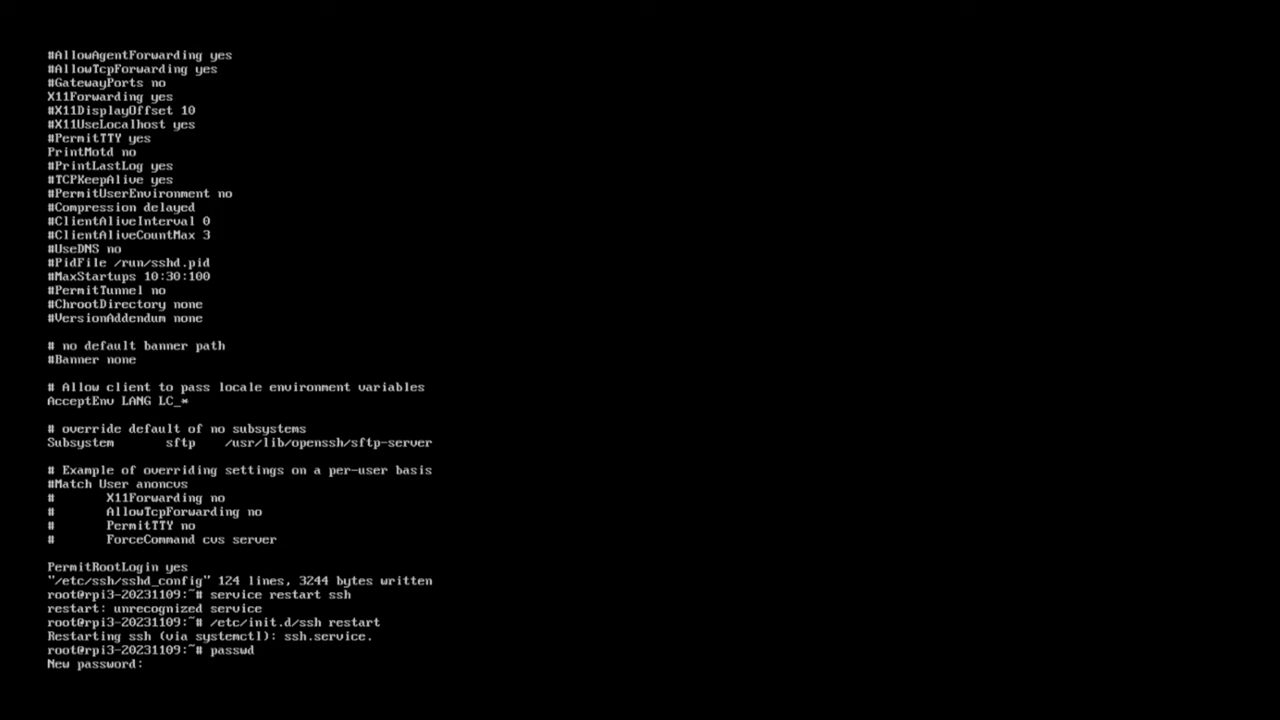 #AllowAgentForwarding yes
#AllowTcpForwarding yes
#GatewayPorts no
X11Forwarding yes
#X11DisplayOffset 10
#X11UseLocalhost yes
#PermitTTY yes
PrintMotd no
#PrintLastLog yes
#TCPKeepAlive yes
#PermitUserEnvironment no
#Compression delayed
#ClientAliveInterval 0
#ClientAliveCountMax 3
#UseDNS no
#PidFile /run/sshd.pid
#MaxStartups 10:30:100
#PermitTunnel no
#ChrootDirectory none
#VersionAddendum none
# no default banner path
#Banner none
# Allow client to pass locale environment variables
AcceptEnv LANG LC_*
# override default of no subsystems
Subsystem       sftp    /usr/lib/openssh/sftp-server
# Example of overriding settings on a per-user basis
#Match User anoncvs
#       X11Forwarding no
#       AllowTcpForwarding no
#       PermitTTY no
#       ForceCommand cvs server
PermitRootLogin yes
"/etc/ssh/sshd_config" 124 lines, 3244 bytes written
root@rpi3-20231109:~# service restart ssh
restart: unrecognized service
root@rpi3-20231109:~# /etc/init.d/ssh restart
Restarting ssh (via systemctl): ssh.service.
root@rpi3-20231109:~# passwd
New password: